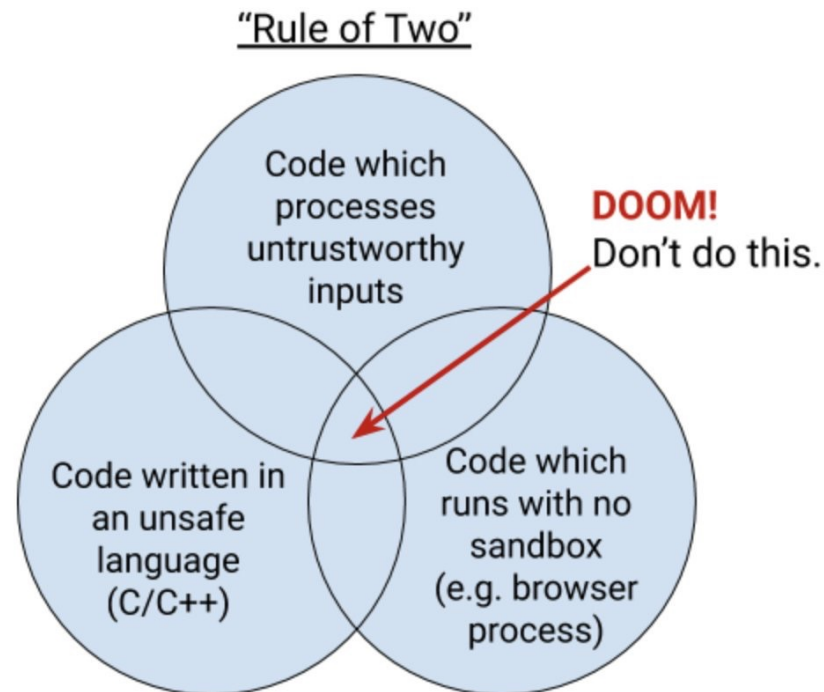 “Rule of Two”
Code which
processes
untrustworthy
inputs
DOOM!
Don’t do this.
Code written in
an unsafe
language
(C/C++)
Code which
runs with no
sandbox
(e.g. browser
process)